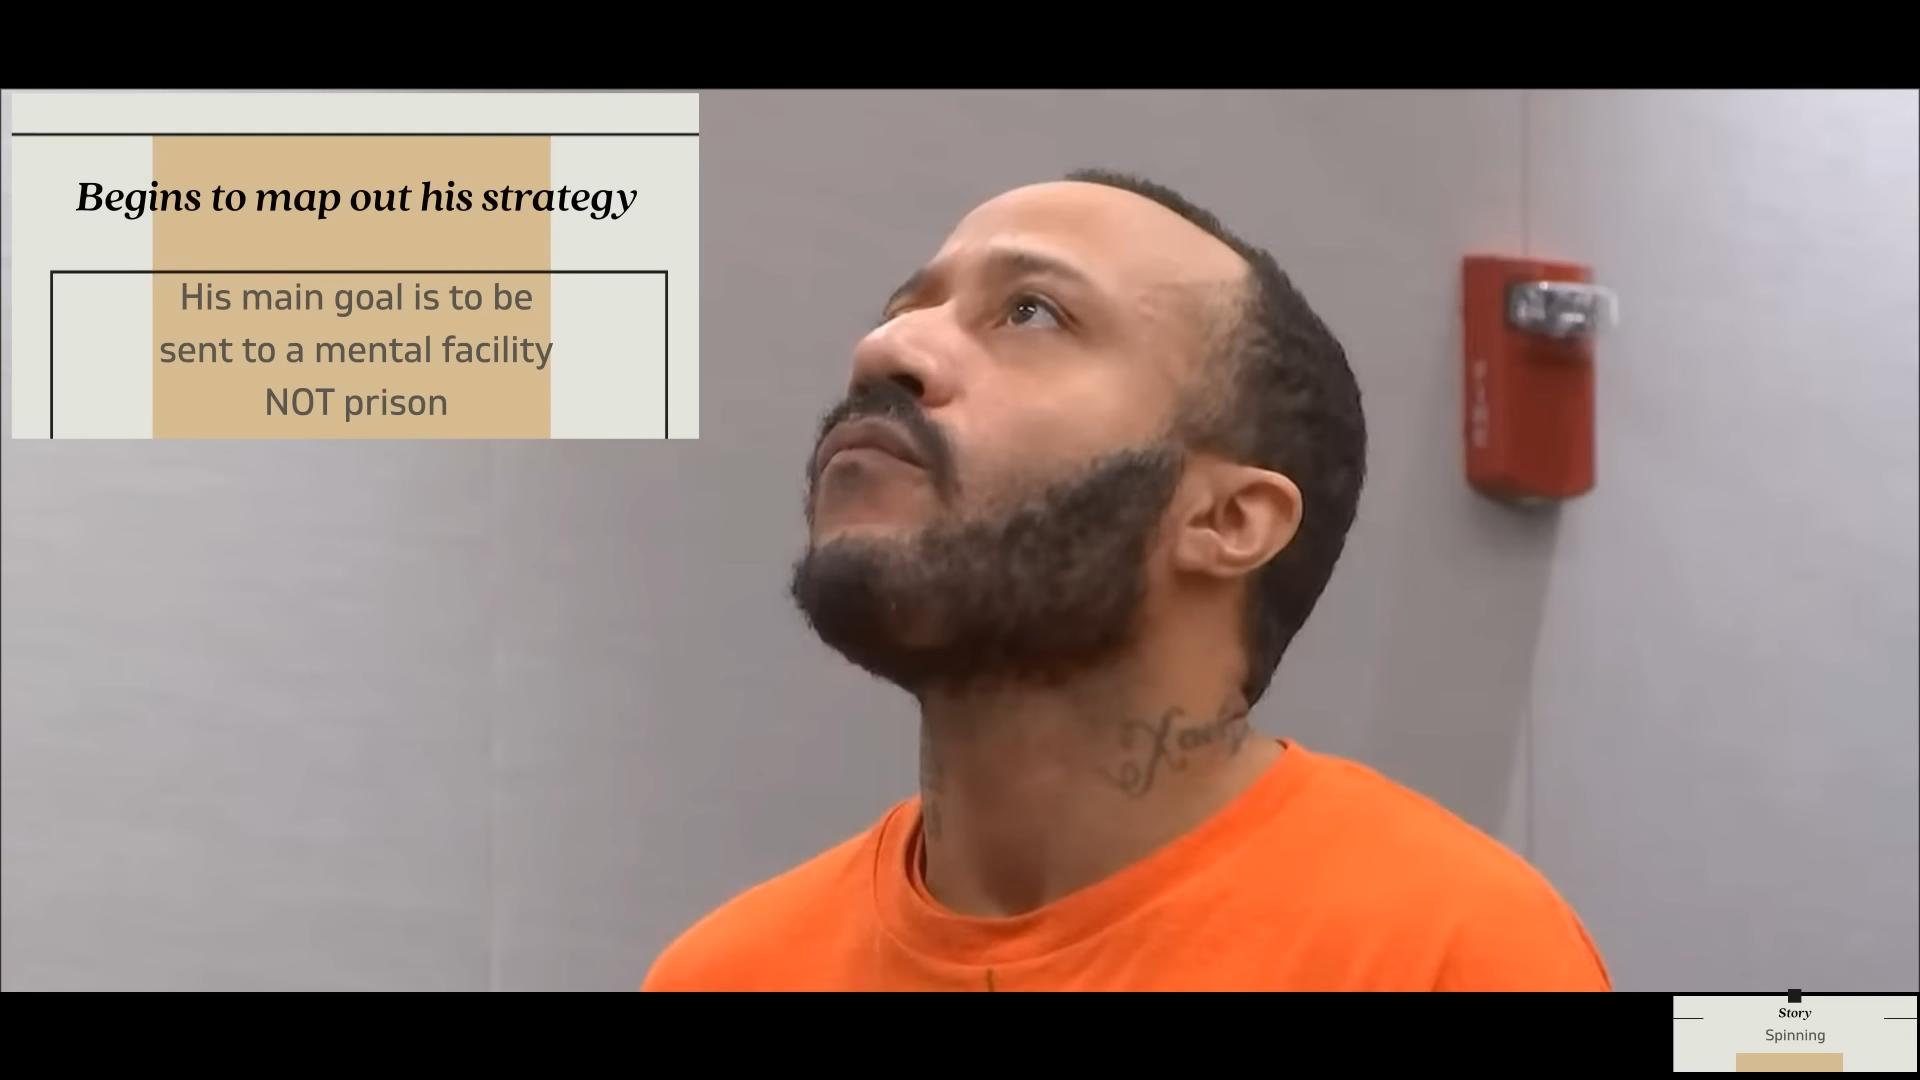 Begins to map out his strategy
His main goal is to be
sent to a mental facility
NOT prison
FIRE
Story
Spinning